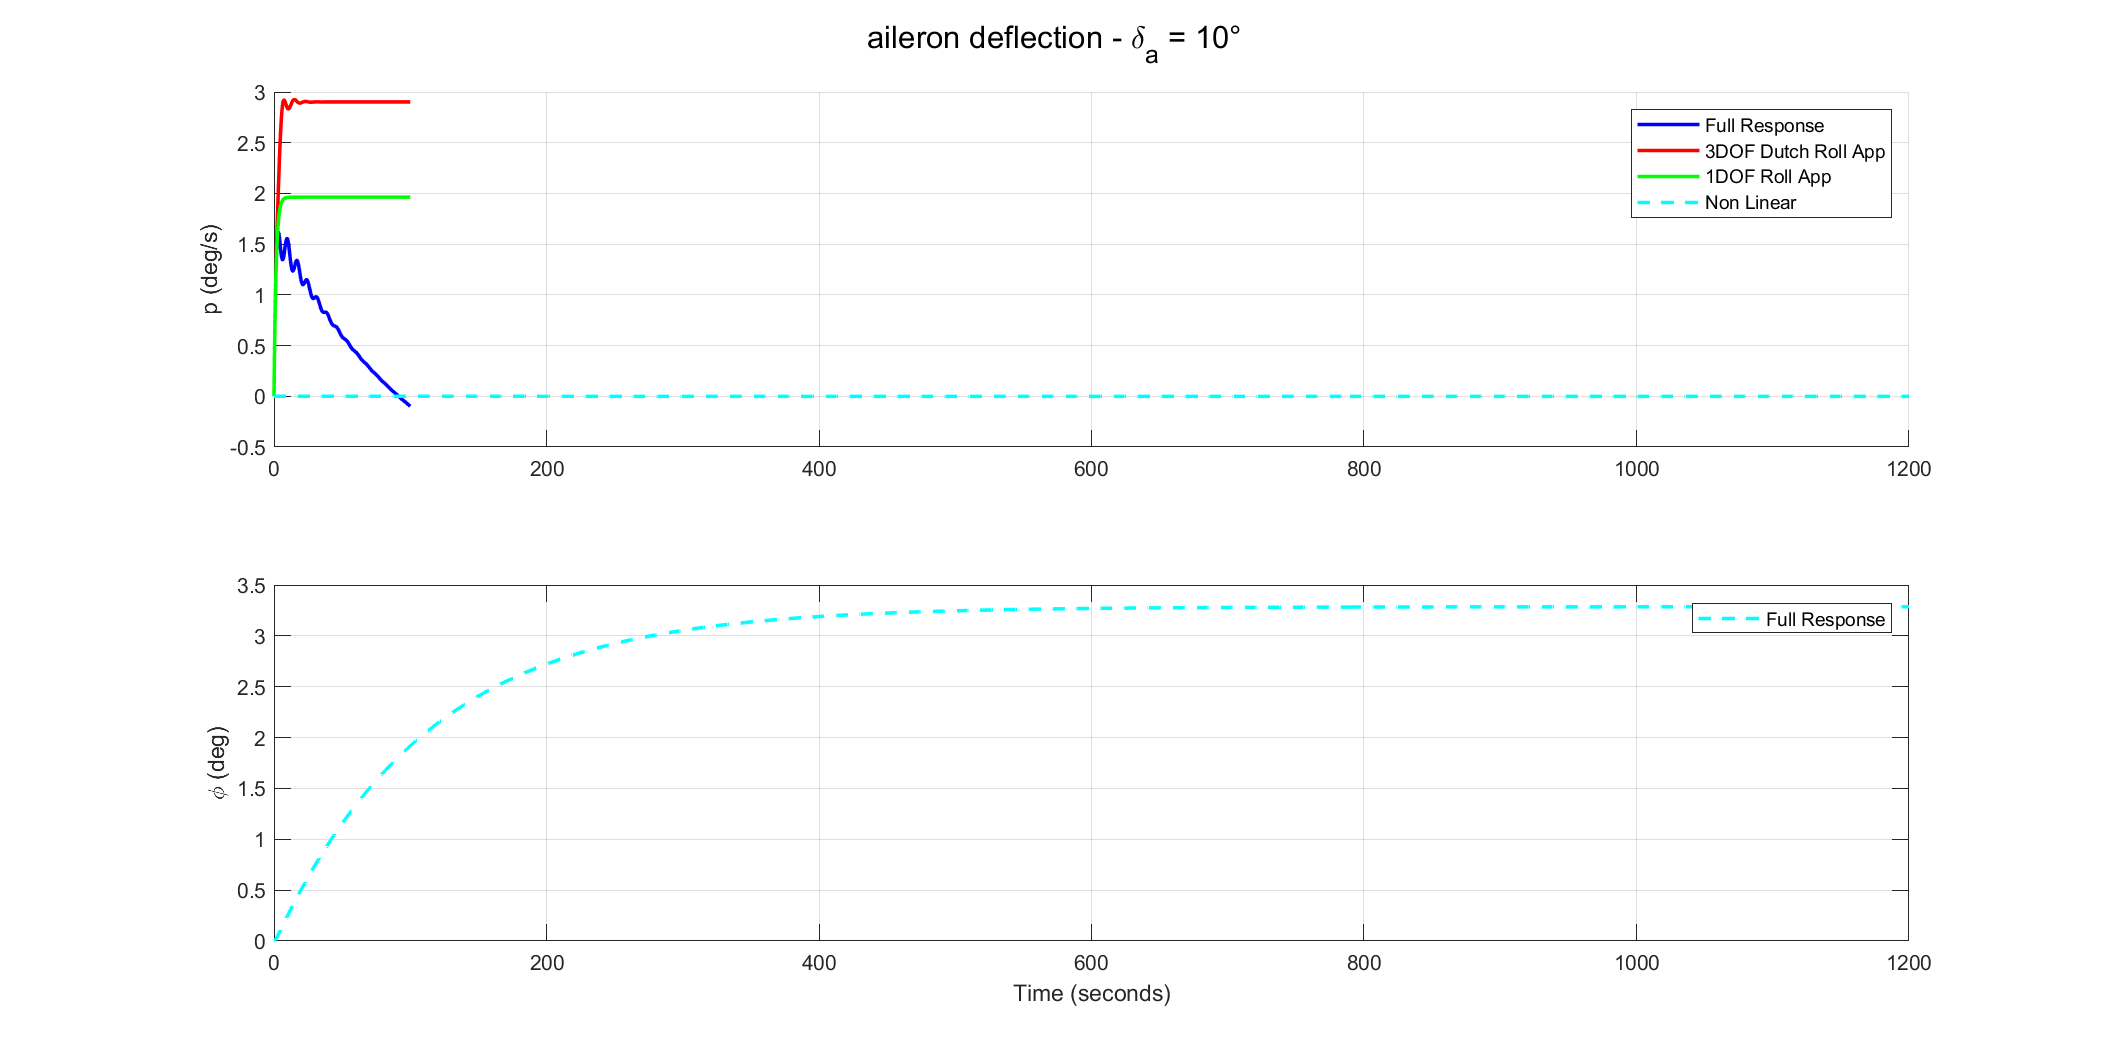 aileron deflection - δa = 10°
3
2.5
2
1.5
1
0.5
0
-0.5
p (deg/s)
0 200 400 600 800 1000 1200
Full Response
3DOF Dutch Roll App
1DOF Roll App
Non Linear
3.5
3
2.5
2
1.5
1
0.5
0
ϕ (deg)
0 200 400 600 800 1000 1200
Time (seconds)
Full Response